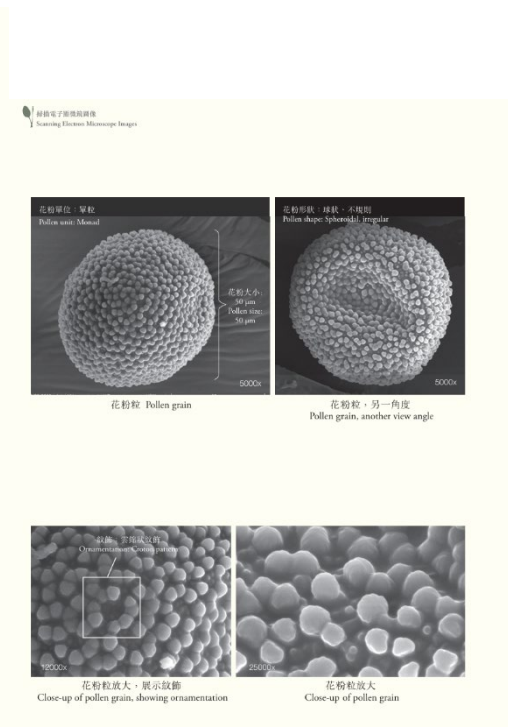 掃描電子顯微鏡圖像
Scanning Electron Microscope Images
花粉單位：單粒
Pollen unit: Monad
花粉大小:
50 µm
Pollen size:
50 µm
5000x
花粉粒 Pollen grain
花粉形狀：球狀、不規則
Pollen shape: Spheroidal, irregular
5000x
花粉粒，另一角度
Pollen grain, another view angle
Ornamentation: Croton pattern
12000x
花粉粒放大，展示紋飾
Close-up of pollen grain, showing ornamentation
25000x
花粉粒放大
Close-up of pollen grain